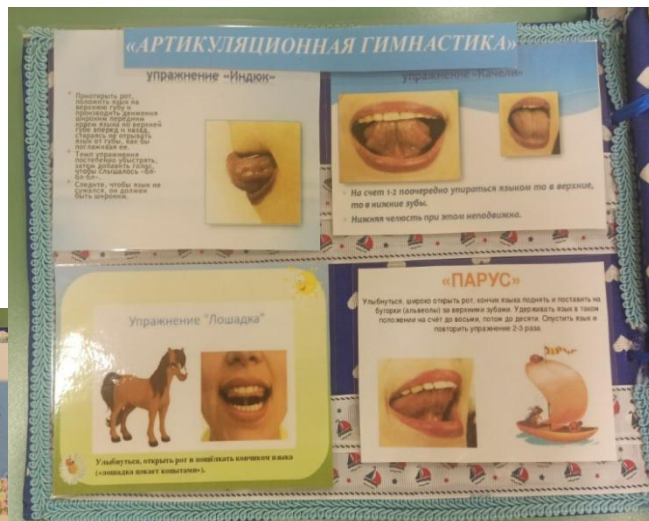 «АРТИКУЛЯЦИОННАЯ ГИМНАСТИКА»
упражнение «Индюк»
Приоткрыть рот,
положить язык на
верхнюю губу и
производить движения
широким передним
краем языка по верхней
губе вперед и назад,
стараясь не отрывать
язык от губы, как бы
поглаживая ее.
Темп упражнения
постепенно убыстрять,
затем добавить голос,
чтобы слышалось «бл-
бл-бл».
Следите, чтобы язык не
сужался, он должен
быть широким.
упражнение «Качели»
На счет 1-2 поочередно упираться языком то в верхние,
то в нижние зубы.
Нижняя челюсть при этом неподвижна.
Упражнение "Лошадка"
Улыбнуться, открыть рот и пощёлкать кончиком языка
(«лошадка цокает копытами»).
«ПАРУС»
Улыбнуться, широко открыть рот, кончик языка поднять и поставить на
бугорки (альвеолы) за верхними зубами. Удерживать язык в таком
положении на счёт до восьми, потом до десяти. Опустить язык и
повторить упражнение 2-3 раза.